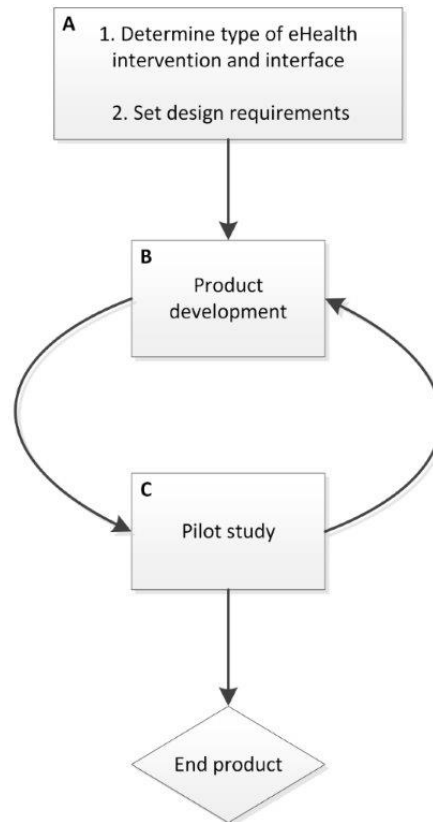 A
1. Determine type of eHealth
intervention and interface
2. Set design requirements
B
Product
development
C
Pilot study
End product